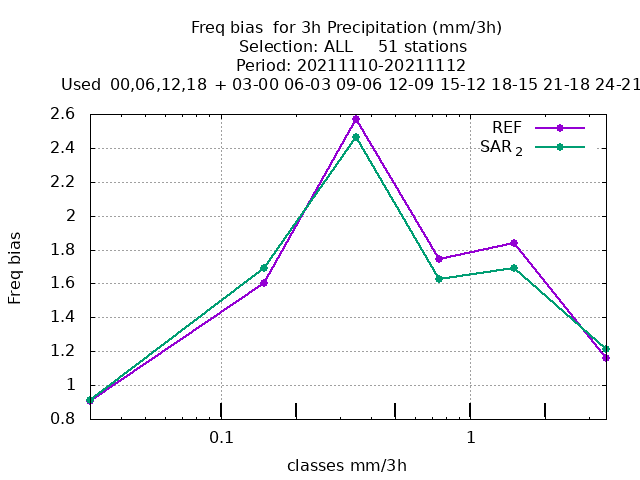 Freq bias  for 3h Precipitation (mm/3h)
Selection: ALL     51 stations
Period: 20211110-20211112
Used  00,06,12,18  + 03-00 06-03 09-06 12-09 15-12 18-15 21-18 24-21
2.6
2.4
2.2
2
1.8
1.6
1.4
1.2
1
0.8
Freq bias
REF
SAR 2
0.1
1
classes mm/3h